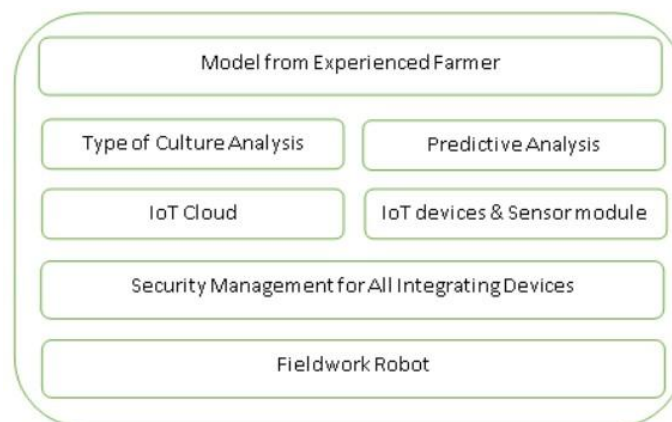 Model from Experienced Farmer
Type of Culture Analysis
Predictive Analysis
IoT Cloud
IoT devices & Sensor module
Security Management for All Integrating Devices
Fieldwork Robot